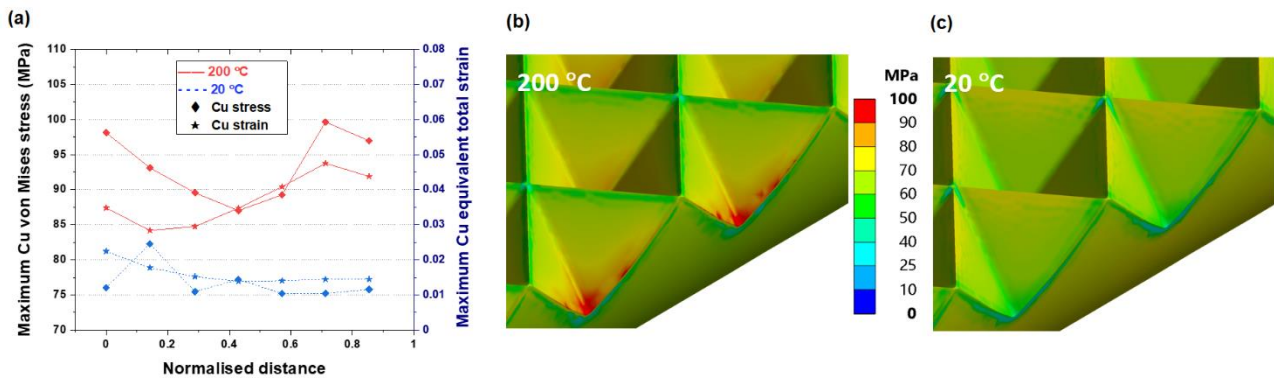 (a)
Maximum Cu von Mises stress (MPa)
110
105
100
95
90
85
80
75
70
200 °C
20 °C
Cu stress
Cu strain
0
0.2
0.4
0.6
0.8
1
Normalised distance
0.08
0.07
0.06
0.05
0.04
0.03
0.02
0.01
0
Maximum Cu equivalent total strain
(b)
200 °C
MPa
100
90
80
70
60
50
40
25
10
0
(c)
20 °C